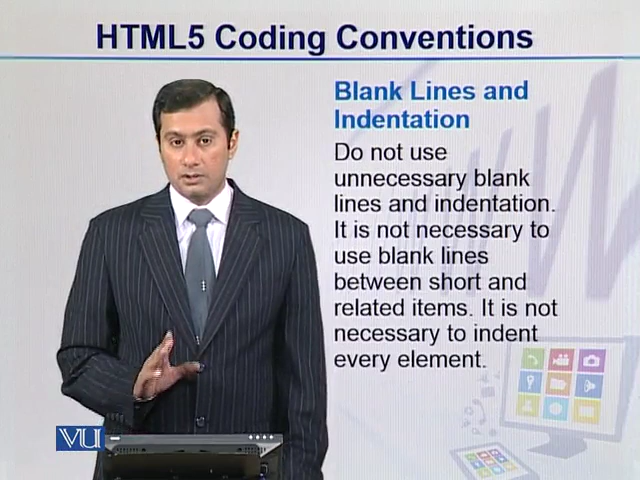 HTML5 Coding Conventions
Blank Lines and
Indentation
Do not use
unnecessary blank
lines and indentation.
It is not necessary to
use blank lines
between short and
related items. It is not
necessary to indent
every element.
VU